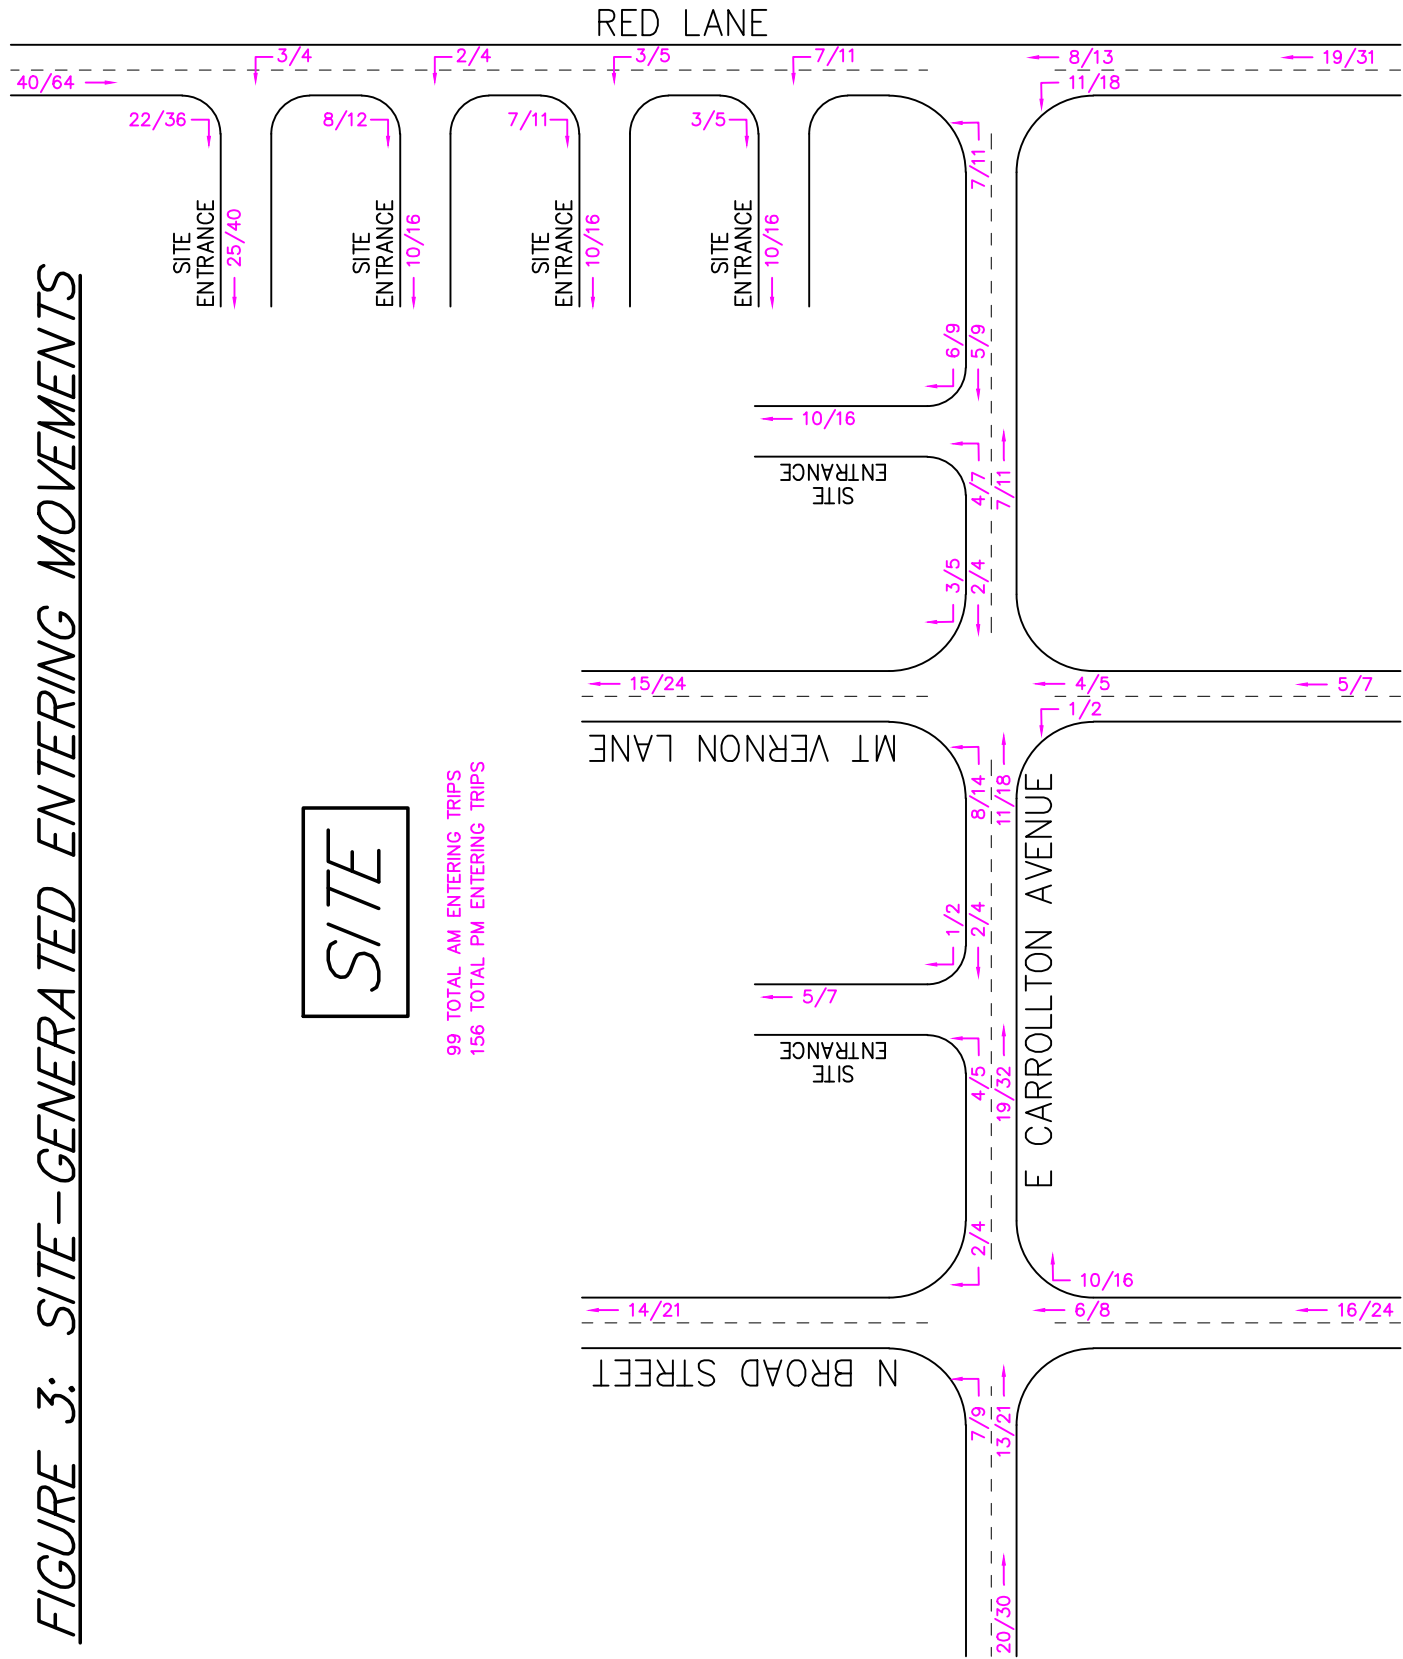 FIGURE 3: SITE-GENERATED ENTERING MOVEMENTS
RED LANE
3/4
2/4
3/5
7/11
8/13
19/31
40/64
11/18
22/36
8/12
7/11
3/5
7/11
SITE
ENTRANCE
25/40
SITE
ENTRANCE
10/16
SITE
ENTRANCE
10/16
SITE
ENTRANCE
10/16
6/9
5/9
10/16
SITE
ENTRANCE
4/7
7/11
3/5
2/4
15/24
4/5
5/7
1/2
MT VERNON LANE
8/14
11/18
E CARROLLTON AVENUE
SITE
99 TOTAL AM ENTERING TRIPS
156 TOTAL PM ENTERING TRIPS
1/2
2/4
5/7
SITE
ENTRANCE
4/5
19/32
2/4
10/16
14/21
6/8
16/24
N BROAD STREET
7/9
13/21
20/30